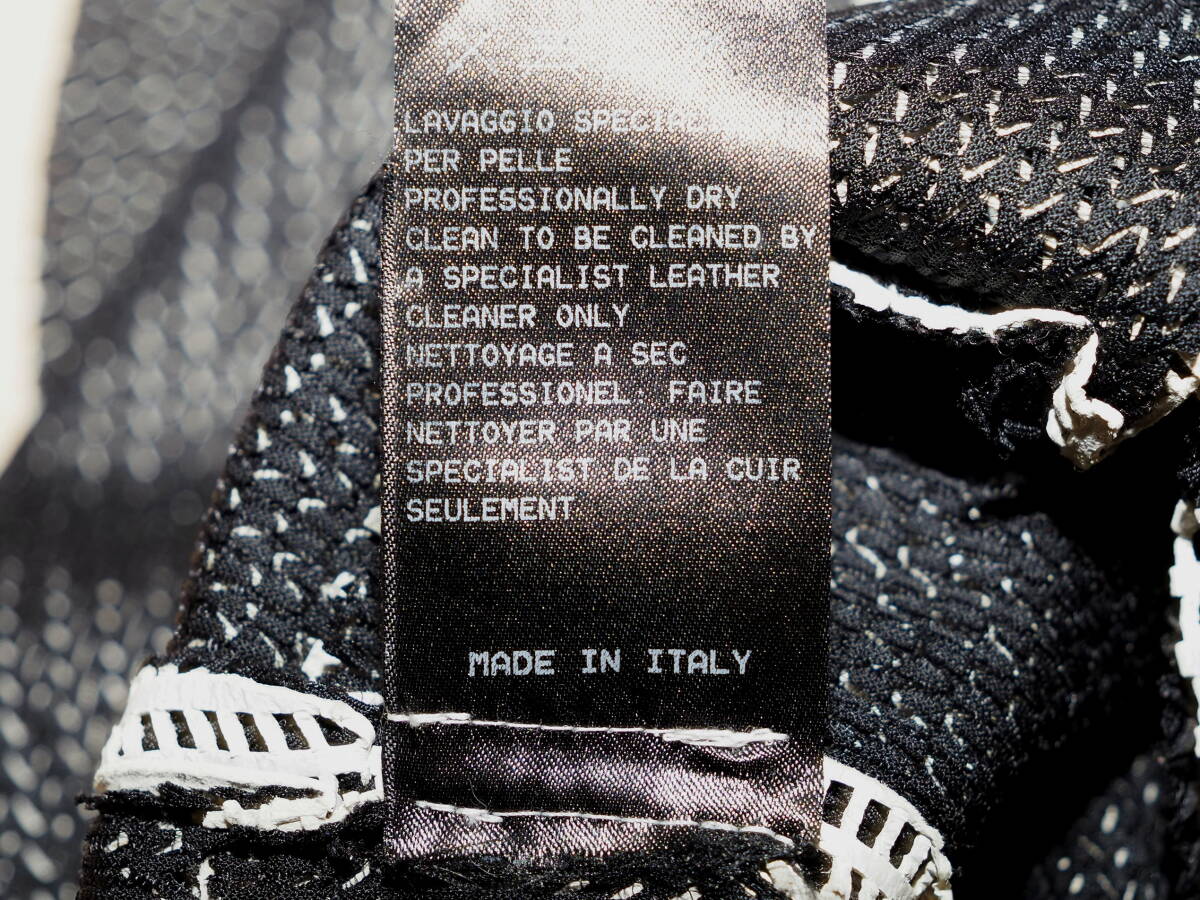 LAVAGGIO SPECIAL
PER PELLE
PROFESSIONALLY DRY
CLEAN TO BE CLEANED BY
A SPECIALIST LEATHER
CLEANER ONLY
NETTOYAGE A SEC
PROFESSIONEL: FAIRE
NETTOYER PAR UNE
SPECIALIST DE LA CUIR
SEULEMENT
MADE IN ITALY